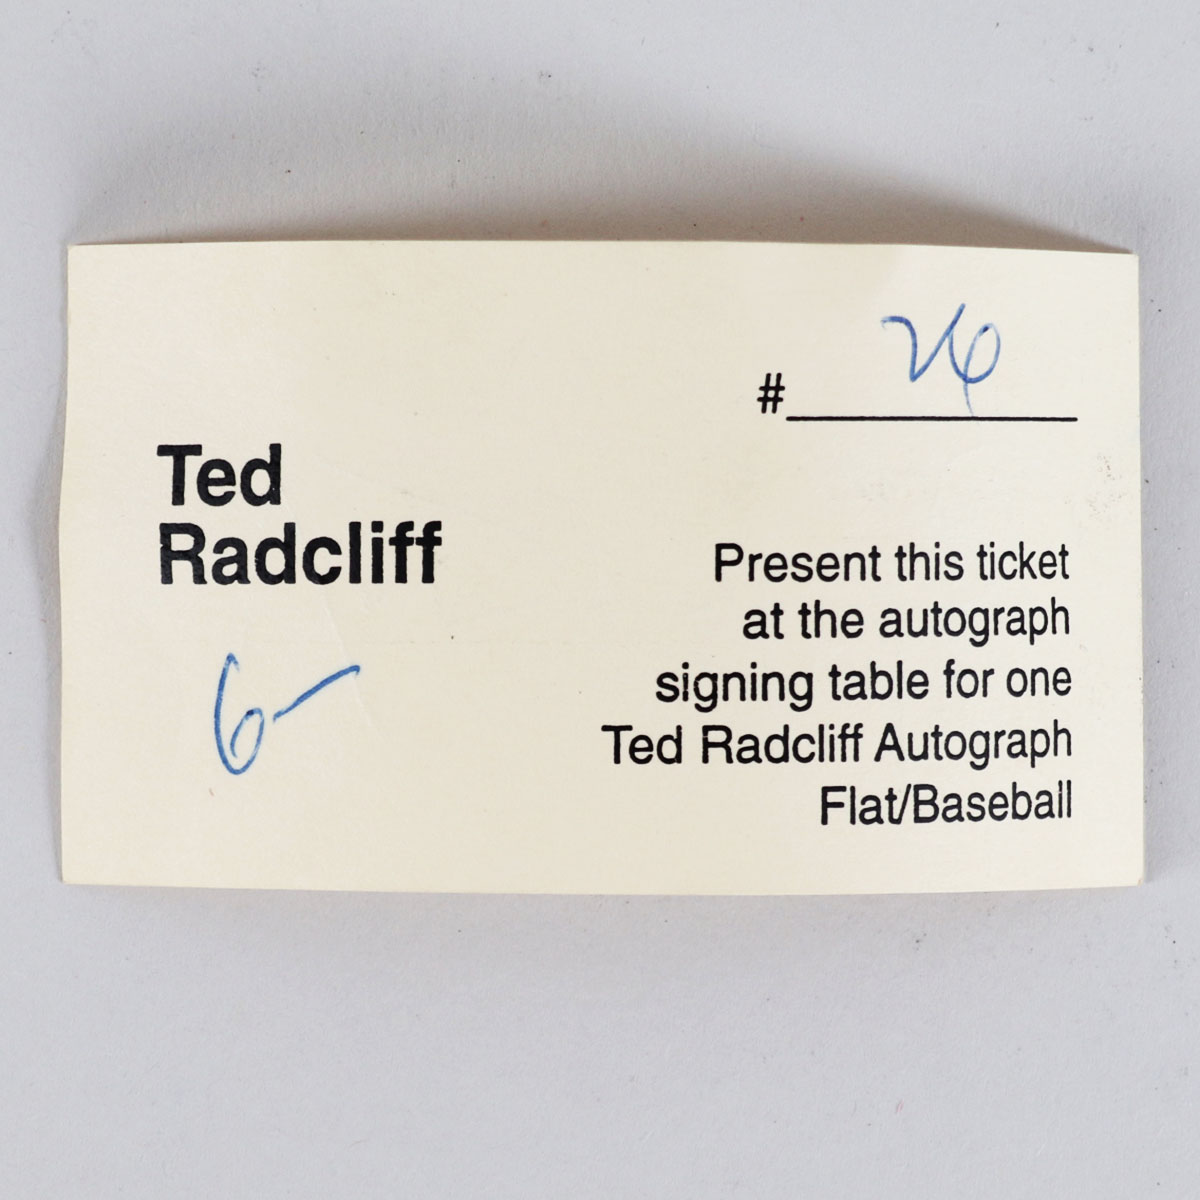 # 26
Ted
Radcliff
6-
Present this ticket
at the autograph
signing table for one
Ted Radcliff Autograph
Flat/Baseball